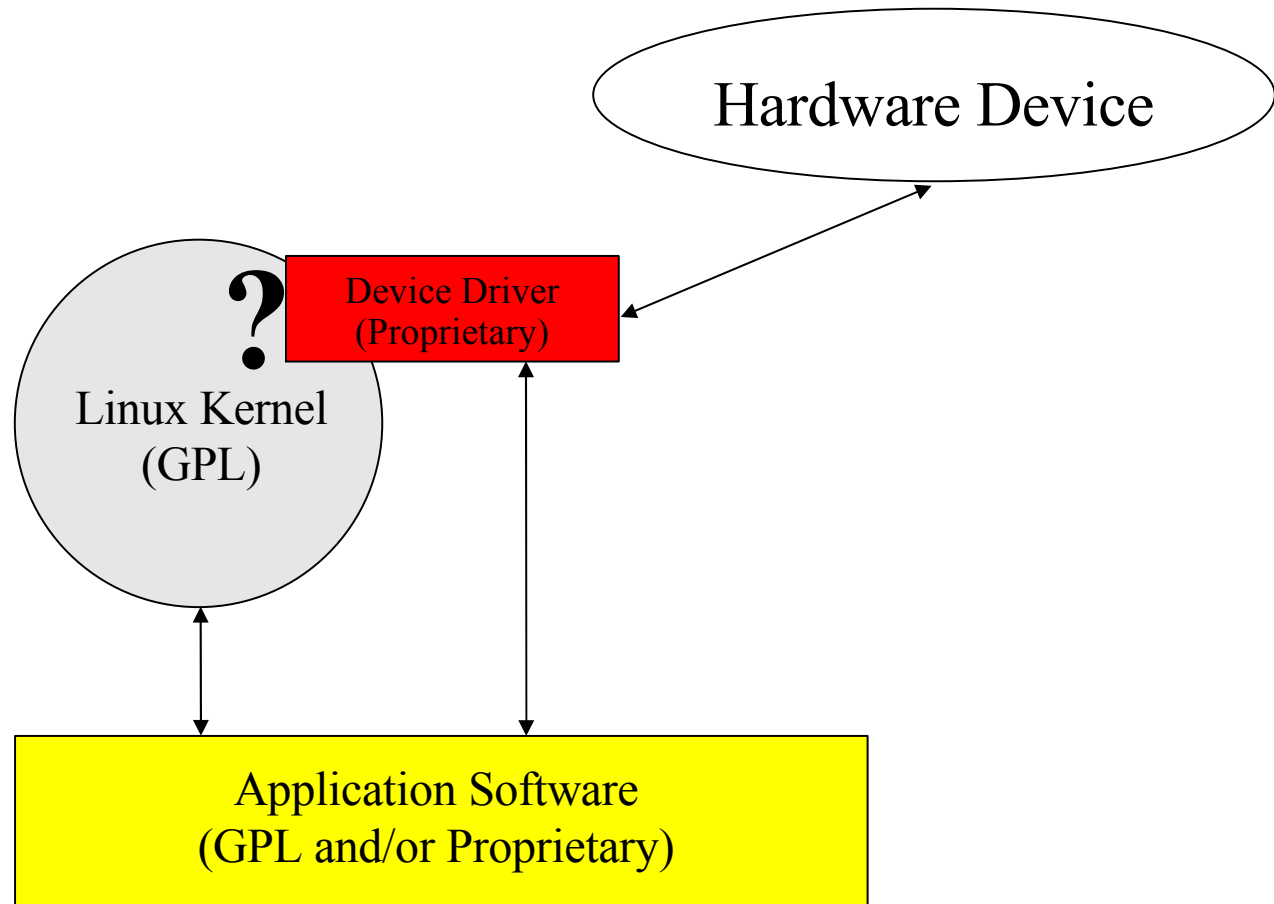 Hardware Device
?
Device Driver
(Proprietary)
Linux Kernel
(GPL)
Application Software
(GPL and/or Proprietary)